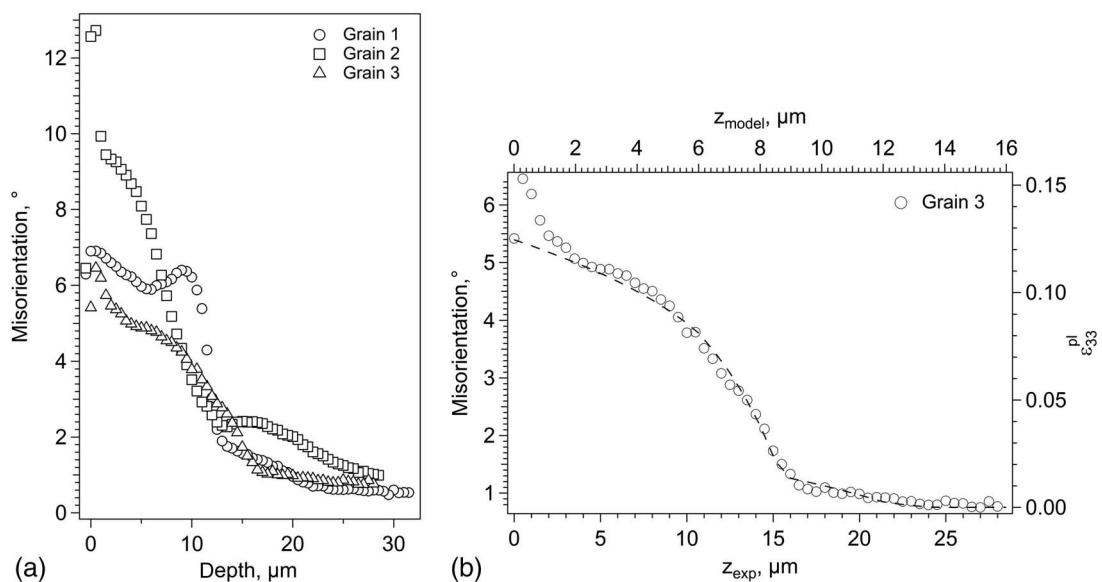 Grain 1
Grain 2
Grain 3
12
10
8
6
4
2
0
Misorientation, °
0 10 20 30
Depth, µm
(a)
z_model, µm
0 2 4 6 8 10 12 14 16
Grain 3
6
5
4
3
2
1
Misorientation,°
0.15
0.10
0.05
0.00
ε_33^pl
0 5 10 15 20 25
z_exp, µm
(b)